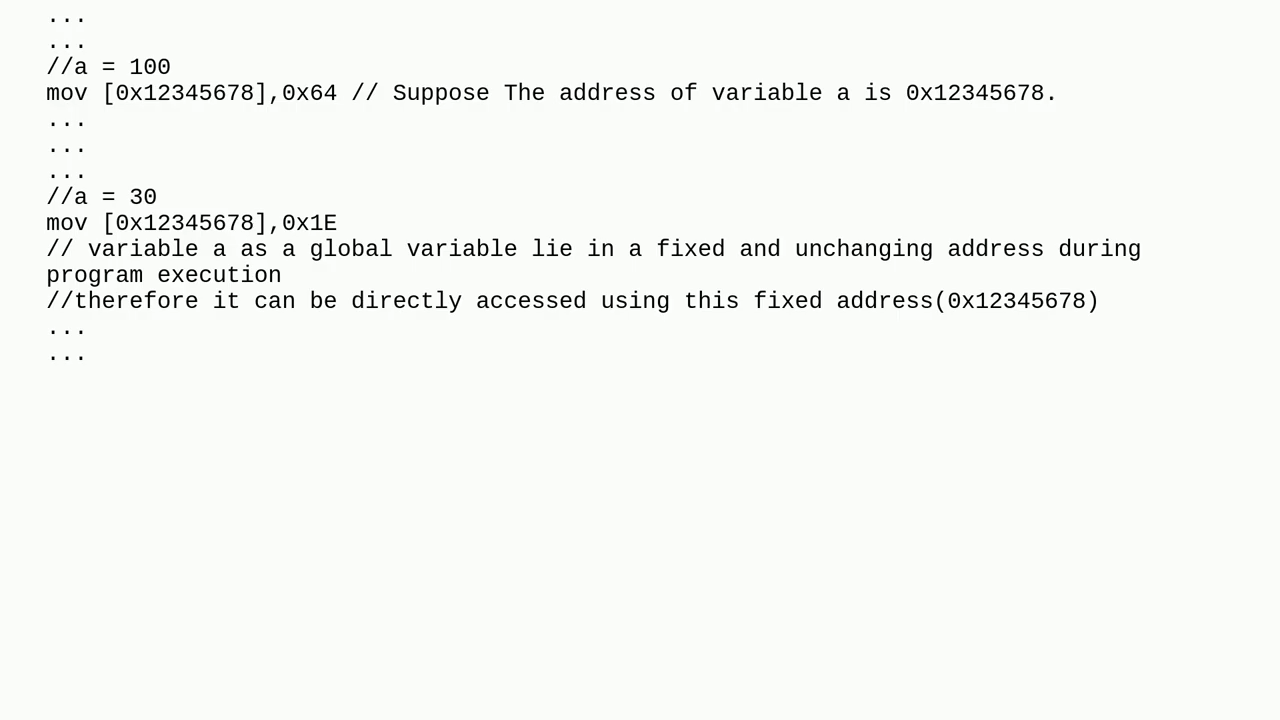 ...
...
//a = 100
mov [0x12345678],0x64 // Suppose The address of variable a is 0x12345678.
...
...
...
//a = 30
mov [0x12345678],0x1E
// variable a as a global variable lie in a fixed and unchanging address during
program execution
//therefore it can be directly accessed using this fixed address(0x12345678)
...
...